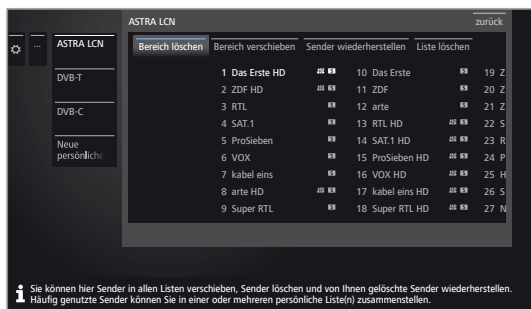 ASTRA LCN zurück
... ASTRA LCN Bereich löschen Bereich verschieben Sender wiederherstellen Liste löschen
DVB-T
DVB-C
Neue
persönliche
1 Das Erste HD 10 Das Erste 19 Z
2 ZDF HD 11 ZDF 20 Z
3 RTL 12 arte 21 Z
4 SAT.1 13 RTL HD 22 S
5 ProSieben 14 SAT.1 HD 23 R
6 VOX 15 ProSieben HD 24 P
7 kabel eins 16 VOX HD 25 H
8 arte HD 17 kabel eins HD 26 S
9 Super RTL 18 Super RTL HD 27 N
Sie können hier Sender in allen Listen verschieben, Sender löschen und von Ihnen gelöschte Sender wiederherstellen.
Häufig genutzte Sender können Sie in einer oder mehreren persönliche Liste(n) zusammenstellen.